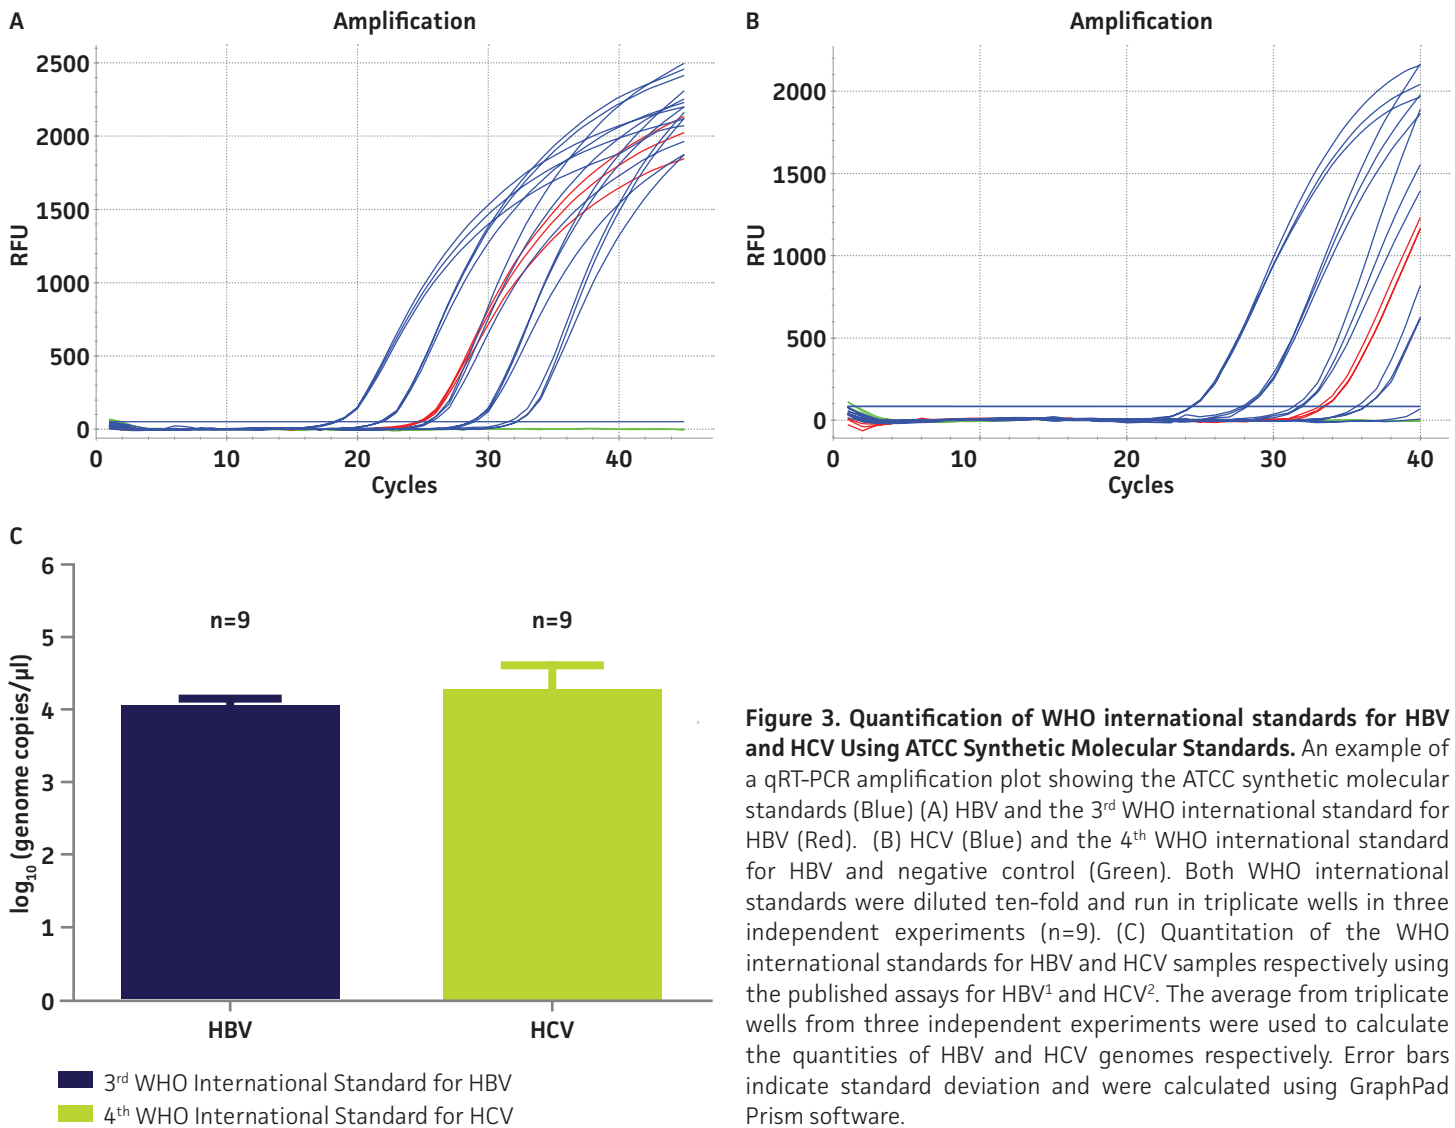 A
Amplification
RFU
2500
2000
1500
1000
500
0
0 10 20 30 40
Cycles
B
Amplification
RFU
2000
1500
1000
500
0
0 10 20 30 40
Cycles
C
log₁₀ (genome copies/µl)
6
5
4
3
2
1
0
n=9 n=9
HBV HCV
3ʳᵈ WHO International Standard for HBV
4ᵗʰ WHO International Standard for HCV
Figure 3. Quantification of WHO international standards for HBV
and HCV Using ATCC Synthetic Molecular Standards. An example of
a qRT-PCR amplification plot showing the ATCC synthetic molecular
standards (Blue) (A) HBV and the 3ʳᵈ WHO international standard for
HBV (Red). (B) HCV (Blue) and the 4ᵗʰ WHO international standard
for HBV and negative control (Green). Both WHO international
standards were diluted ten-fold and run in triplicate wells in three
independent experiments (n=9). (C) Quantitation of the WHO
international standards for HBV and HCV samples respectively using
the published assays for HBV¹ and HCV². The average from triplicate
wells from three independent experiments were used to calculate
the quantities of HBV and HCV genomes respectively. Error bars
indicate standard deviation and were calculated using GraphPad
Prism software.